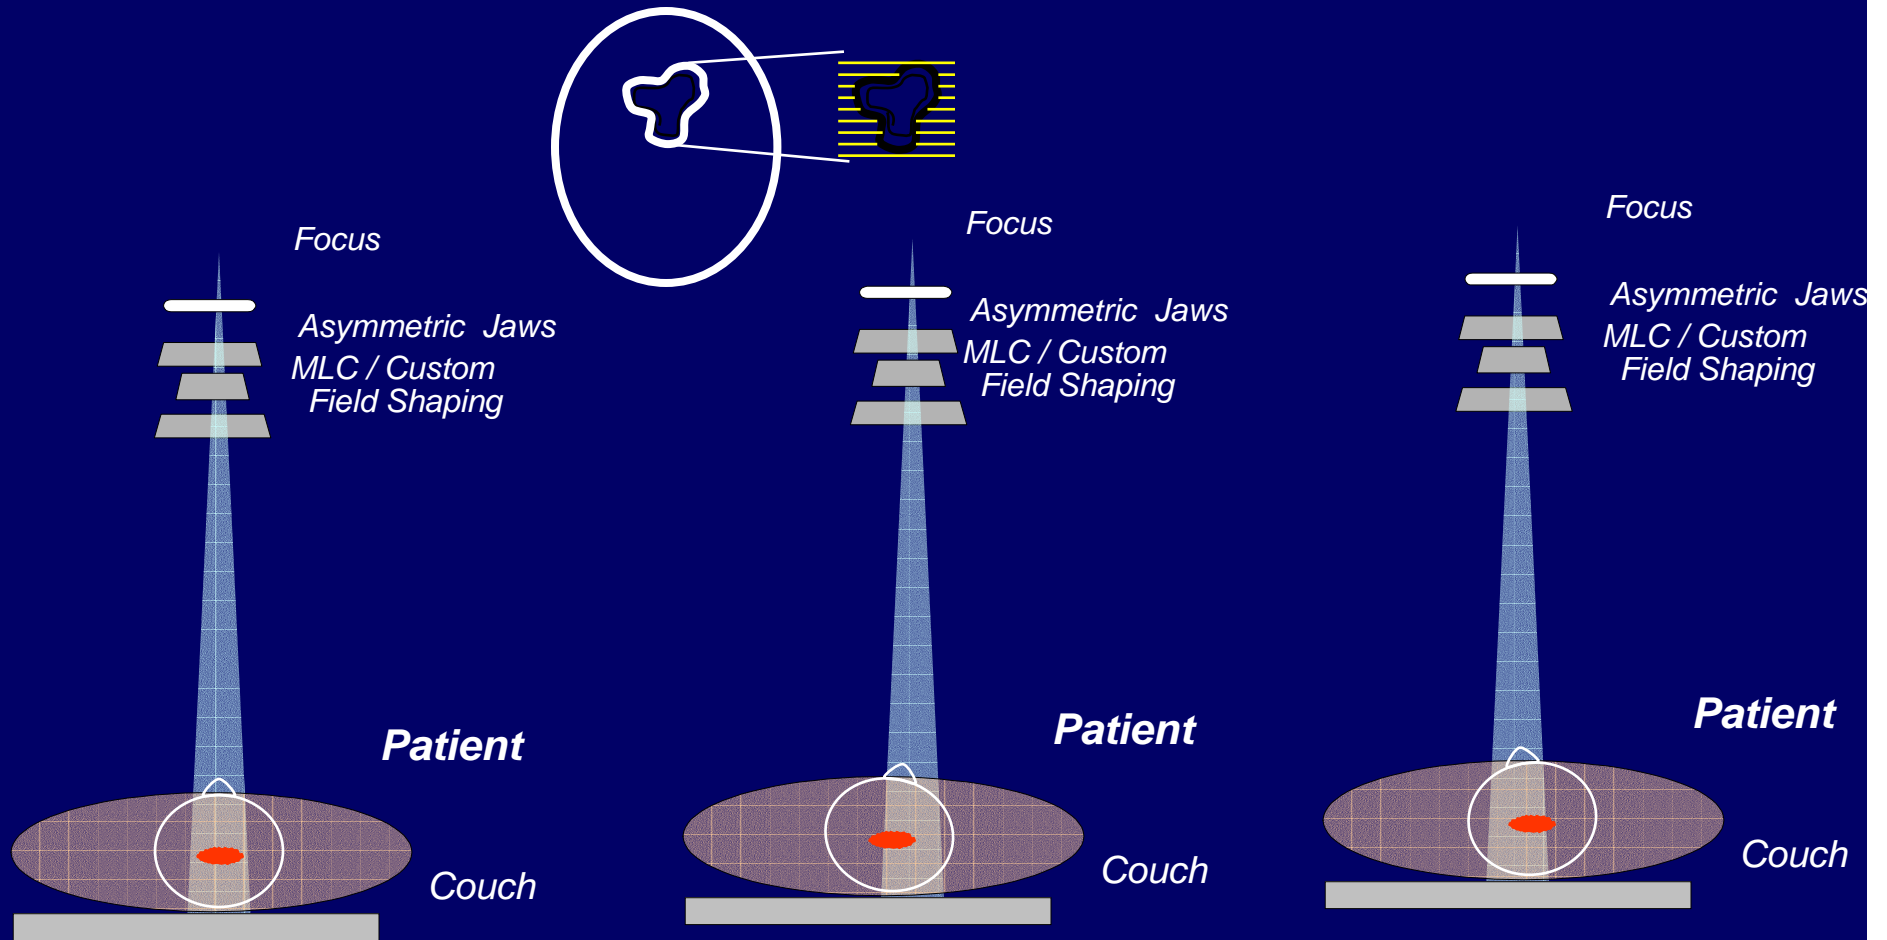 Focus
Asymmetric Jaws
MLC / Custom
Field Shaping
Patient
Couch
Focus
Asymmetric Jaws
MLC / Custom
Field Shaping
Patient
Couch
Focus
Asymmetric Jaws
MLC / Custom
Field Shaping
Patient
Couch